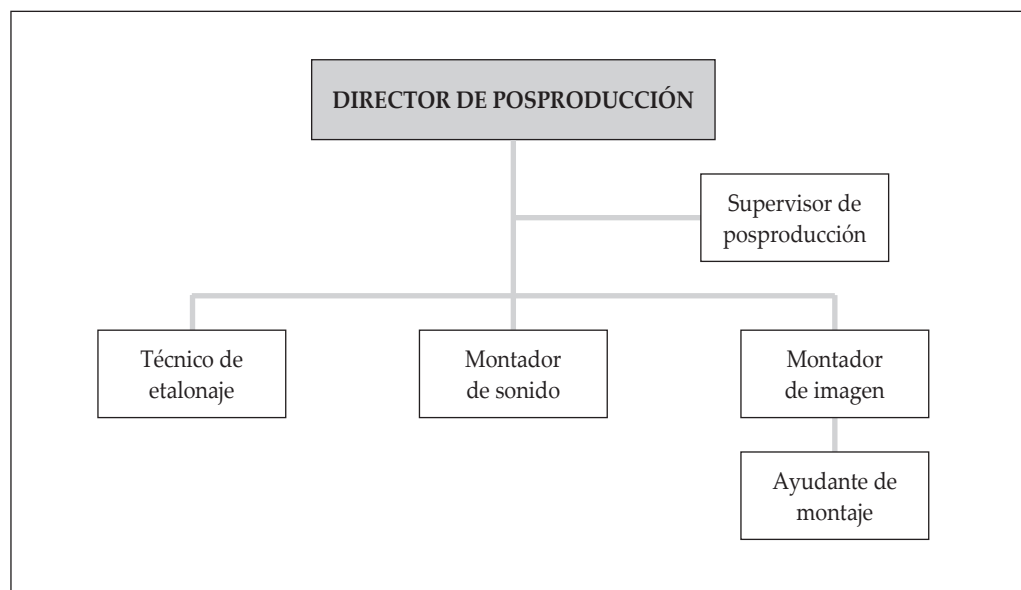 DIRECTOR DE POSPRODUCCIÓN
Supervisor de
posproducción
Técnico de
etalonaje
Montador
de sonido
Montador
de imagen
Ayudante de
montaje